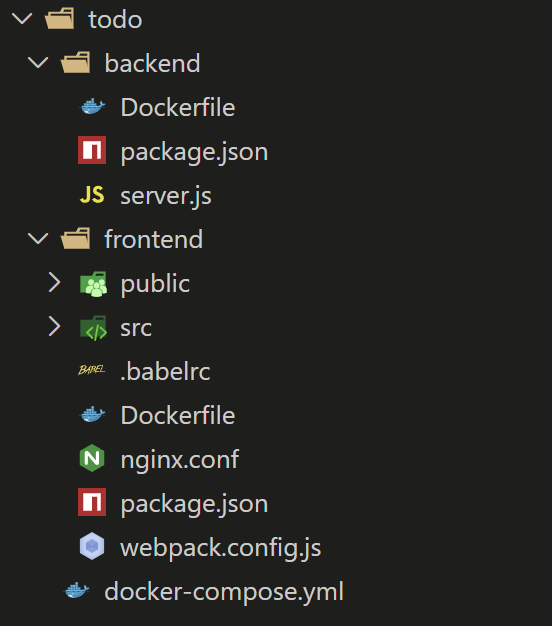 todo
backend
Dockerfile
package.json
JS server.js
frontend
public
src
BABEL .babelrc
Dockerfile
N nginx.conf
package.json
webpack.config.js
docker-compose.yml